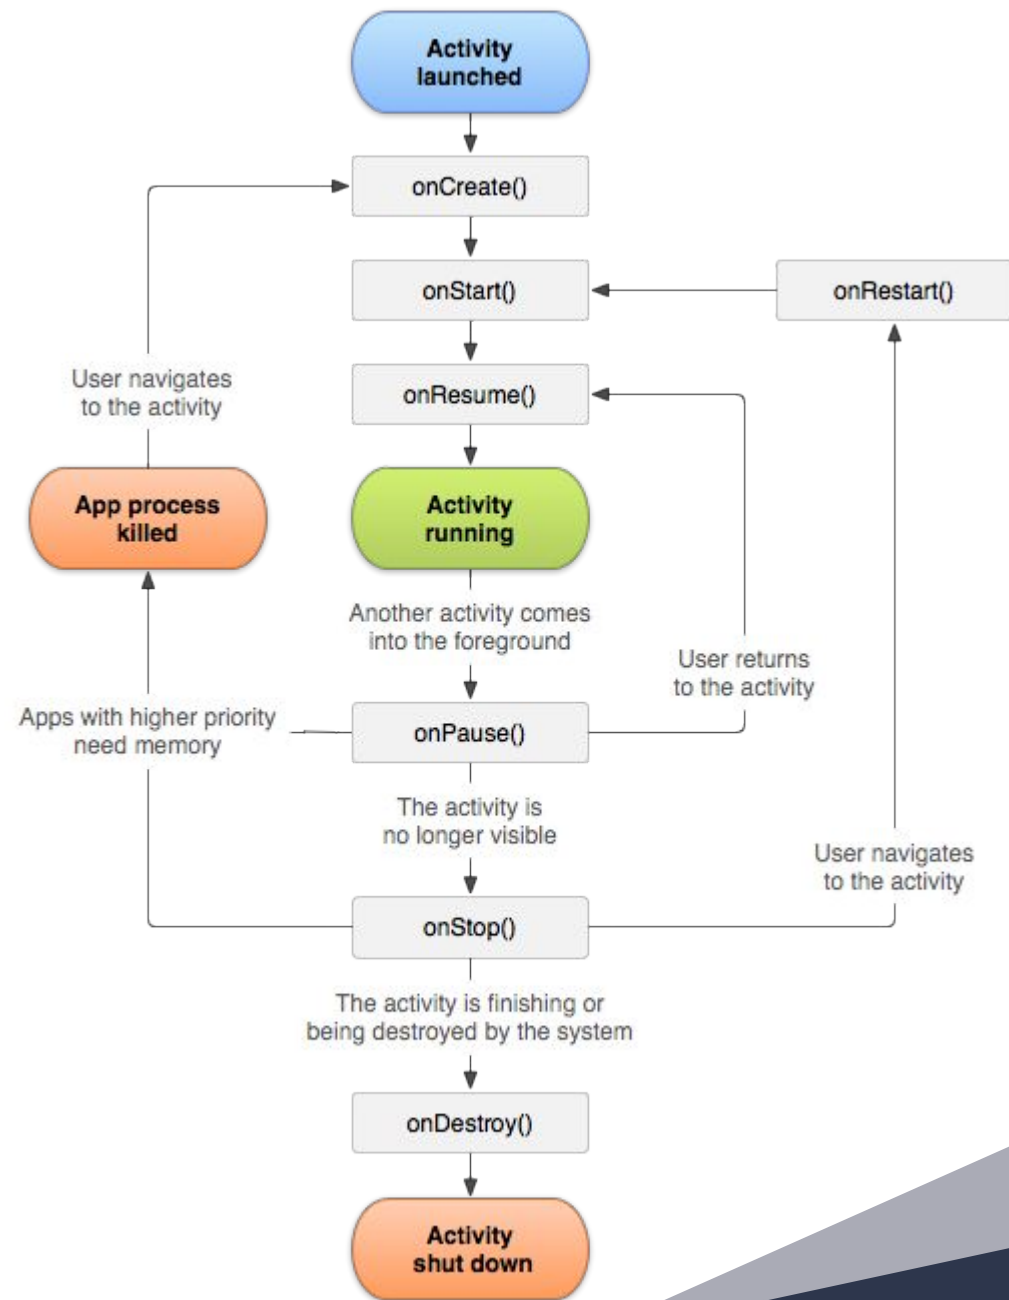 Activity
launched
onCreate()
onStart()
onRestart()
User navigates
to the activity
onResume()
App process
killed
Activity
running
Another activity comes
into the foreground
User returns
to the activity
Apps with higher priority
need memory
onPause()
The activity is
no longer visible
User navigates
to the activity
onStop()
The activity is finishing or
being destroyed by the system
onDestroy()
Activity
shut down